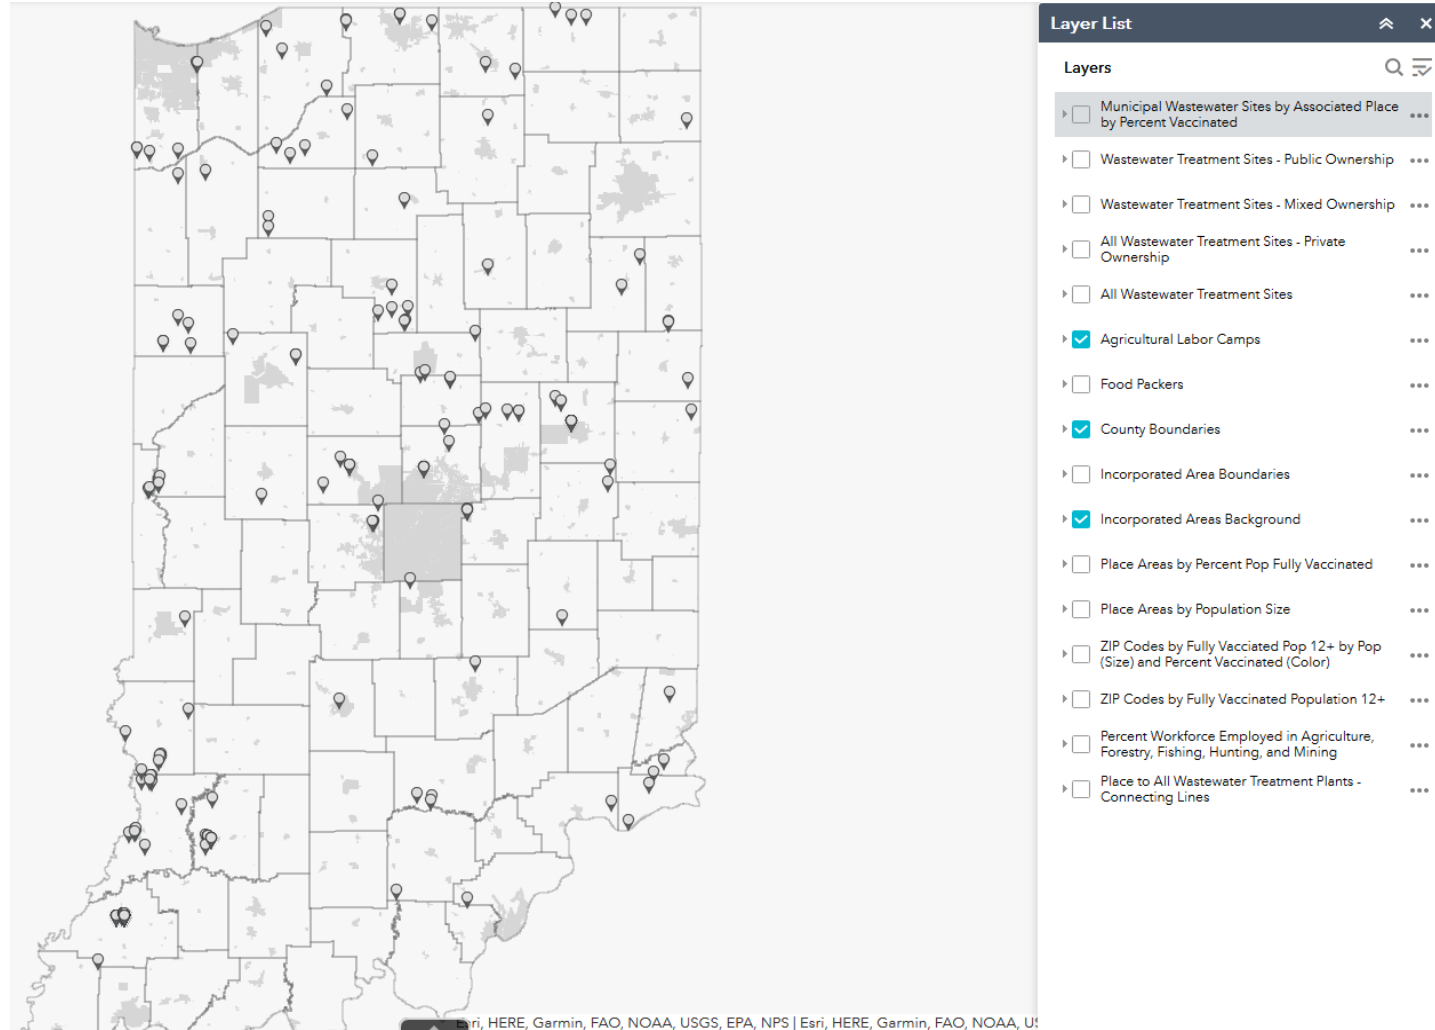 Layer List
Layers
Municipal Wastewater Sites by Associated Place
by Percent Vaccinated
Wastewater Treatment Sites - Public Ownership
Wastewater Treatment Sites - Mixed Ownership
All Wastewater Treatment Sites - Private
Ownership
All Wastewater Treatment Sites
Agricultural Labor Camps
Food Packers
County Boundaries
Incorporated Area Boundaries
Incorporated Areas Background
Place Areas by Percent Pop Fully Vaccinated
Place Areas by Population Size
ZIP Codes by Fully Vacciated Pop 12+ by Pop
(Size) and Percent Vaccinated (Color)
ZIP Codes by Fully Vaccinated Population 12+
Percent Workforce Employed in Agriculture,
Forestry, Fishing, Hunting, and Mining
Place to All Wastewater Treatment Plants -
Connecting Lines
Esri, HERE, Garmin, FAO, NOAA, USGS, EPA, NPS | Esri, HERE, Garmin, FAO, NOAA, US